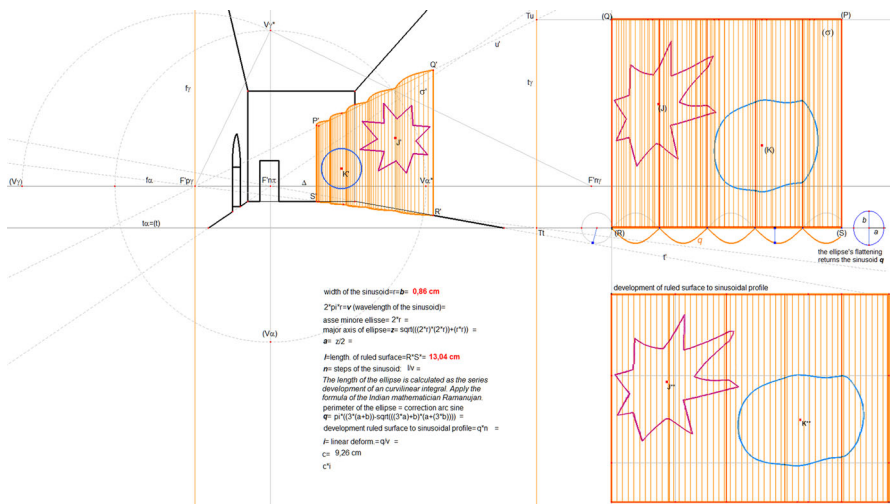 Vγ*
Tu
(Q)
(P)
u'
(σ)
Q'
tγ
tγ
σ'
P'
(J)
J'
(K)
K'
(Vγ)
fα
F'pγ
F'nπ
Δ
Vα*
F'nγ
S'
R'
b
a
tα=(t)
Tt
(R)
q
(S)
t'
the ellipse's flattening
returns the sinusoid q
development of ruled surface to sinusoidal profile
width of the sinusoid=r=b= 0,86 cm
2*pi*r=v (wavelength of the sinusoid)=
asse minore ellisse= 2*r =
major axis of ellipse=z= sqrt(((2*r)*(2*r))+(r*r)) =
a= z/2 =
(Vα)
l=length. of ruled surface=R*S*= 13,04 cm
n= steps of the sinusoid: l/v =
The length of the ellipse is calculated as the series
development of an curvilinear integral. Apply the
formula of the Indian mathematician Ramanujan.
perimeter of the ellipse = correction arc sine
q= pi*((3*(a+b))-sqrt(((3*a)+b)*(a+(3*b)))) =
development ruled surface to sinusoidal profile=q*n =
i= linear deform.=q/v =
c= 9,26 cm
c*i
J**
K**